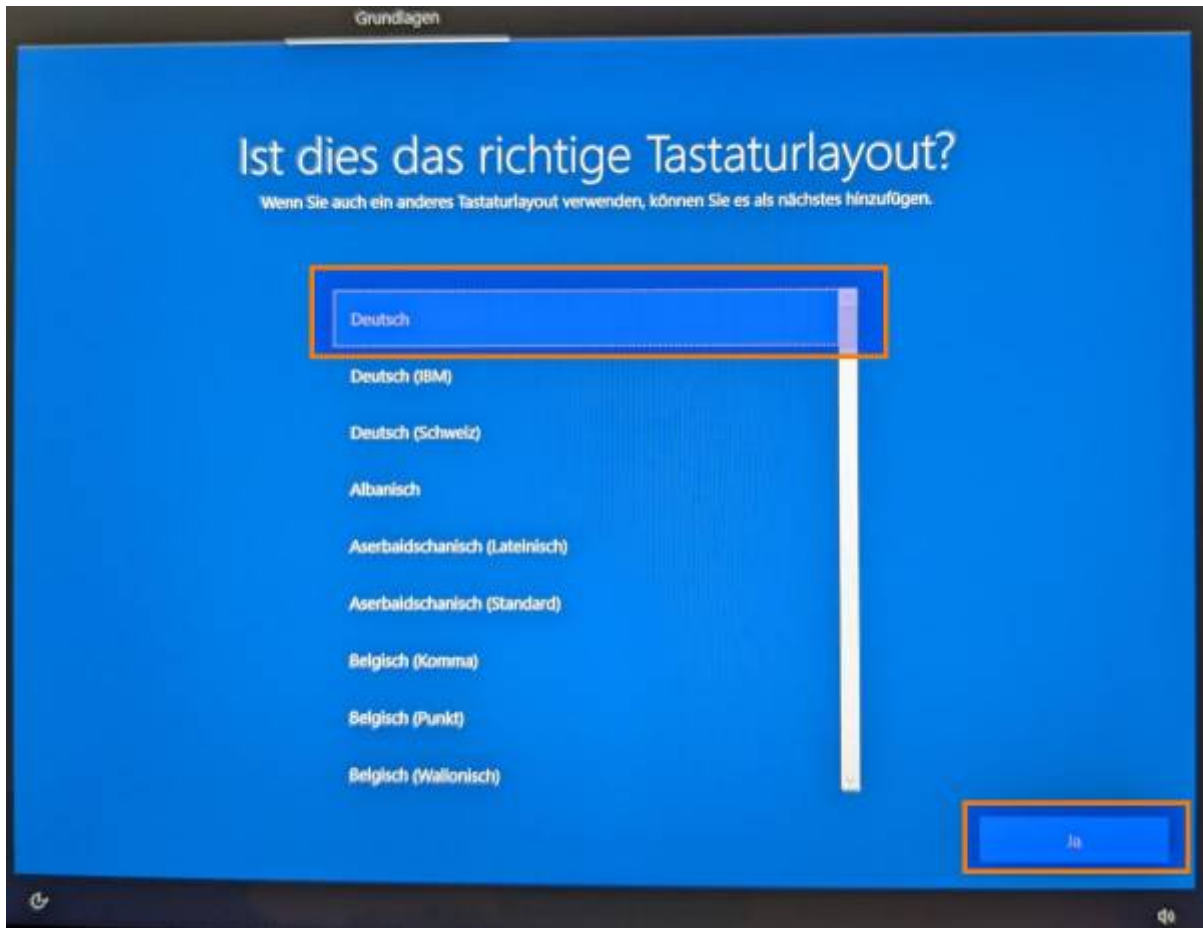 Grundlagen
Ist dies das richtige Tastaturlayout?
Wenn Sie auch ein anderes Tastaturlayout verwenden, können Sie es als nächstes hinzufügen.
Deutsch
Deutsch (IBM)
Deutsch (Schweiz)
Albanisch
Aserbaidschanisch (Lateinisch)
Aserbaidschanisch (Standard)
Belgisch (Komma)
Belgisch (Punkt)
Belgisch (Wallonisch)
Ja